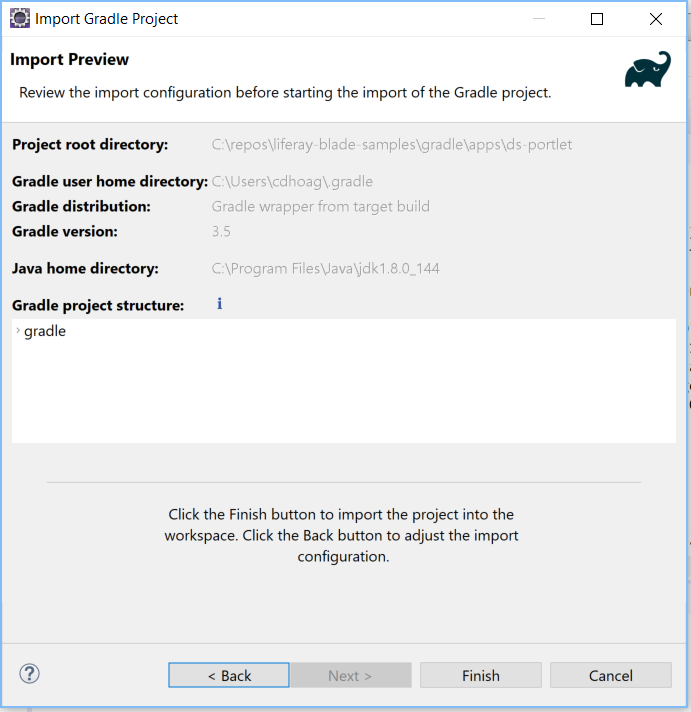 Import Gradle Project
Import Preview
Review the import configuration before starting the import of the Gradle project.
Project root directory: C:\repos\liferay-blade-samples\gradle\apps\ds-portlet
Gradle user home directory: C:\Users\cdhoag\.gradle
Gradle distribution: Gradle wrapper from target build
Gradle version: 3.5
Java home directory: C:\Program Files\Java\jdk1.8.0_144
Gradle project structure:
gradle
Click the Finish button to import the project into the
workspace. Click the Back button to adjust the import
configuration.
< Back Next > Finish Cancel